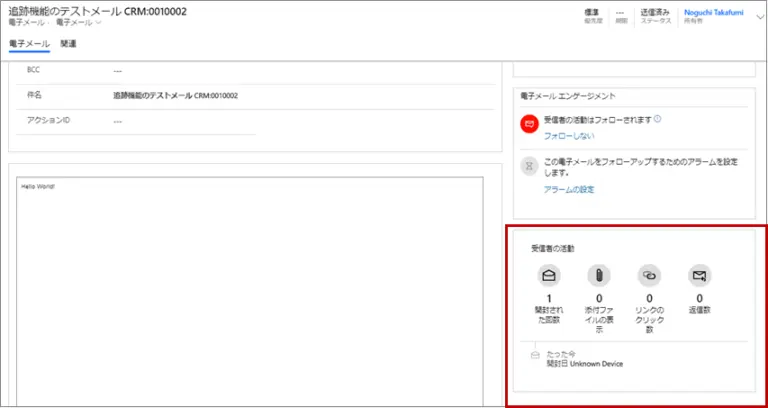 追跡機能のテストメール CRM:0010002
電子メール · 電子メール
標準
優先度
---
期限
送信済み
ステータス
Noguchi Takafumi
所有者
電子メール 関連
BCC ---
件名 追跡機能のテストメール CRM:0010002
アクションID ---
Hello World!
電子メール エンゲージメント
受信者の活動はフォローされます
フォローしない
この電子メールをフォローアップするためのアラームを設定
します。
アラームの設定
受信者の活動
1
開封され
た回数
0
添付ファ
イルの表
示
0
リンクの
クリック
数
0
返信数
たった今
開封日 Unknown Device